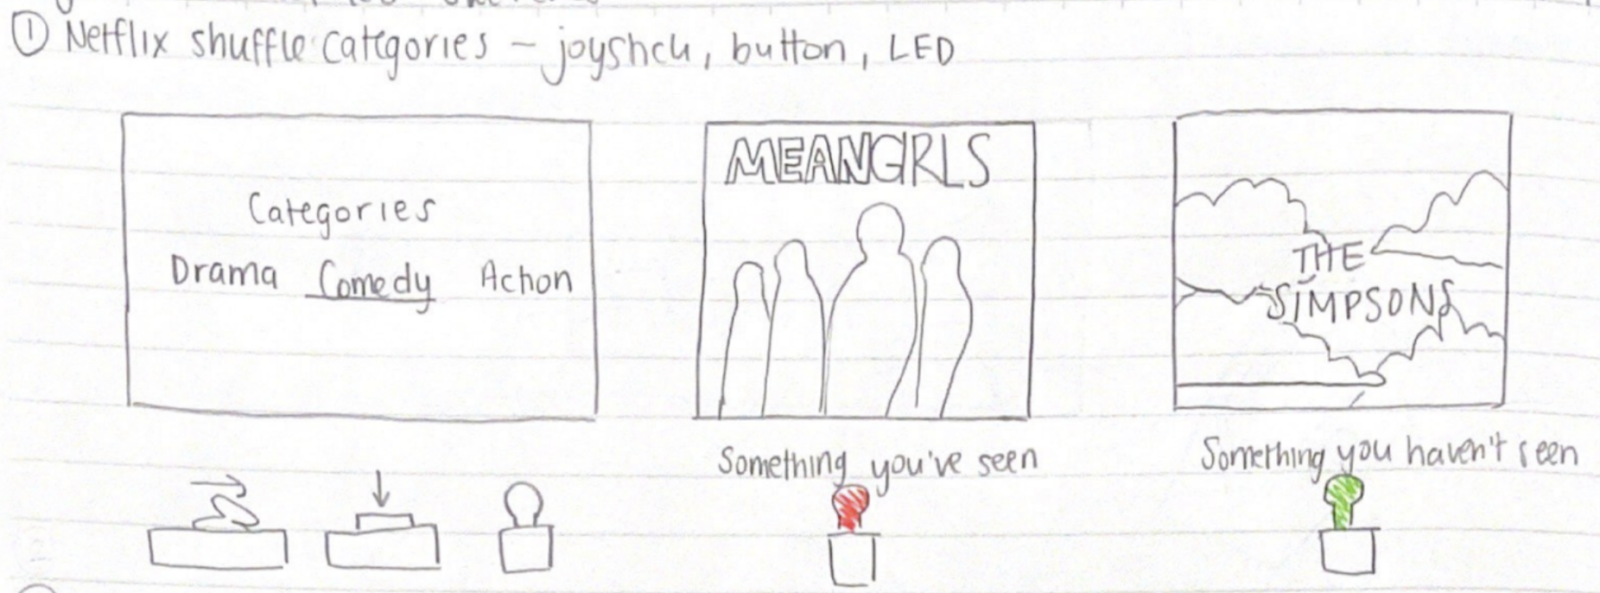 ① Netflix shuffle categories – joystick, button, LED
Categories
Drama Comedy Action
MEANGIRLS
Something you've seen
THE
SIMPSONS
Something you haven't seen